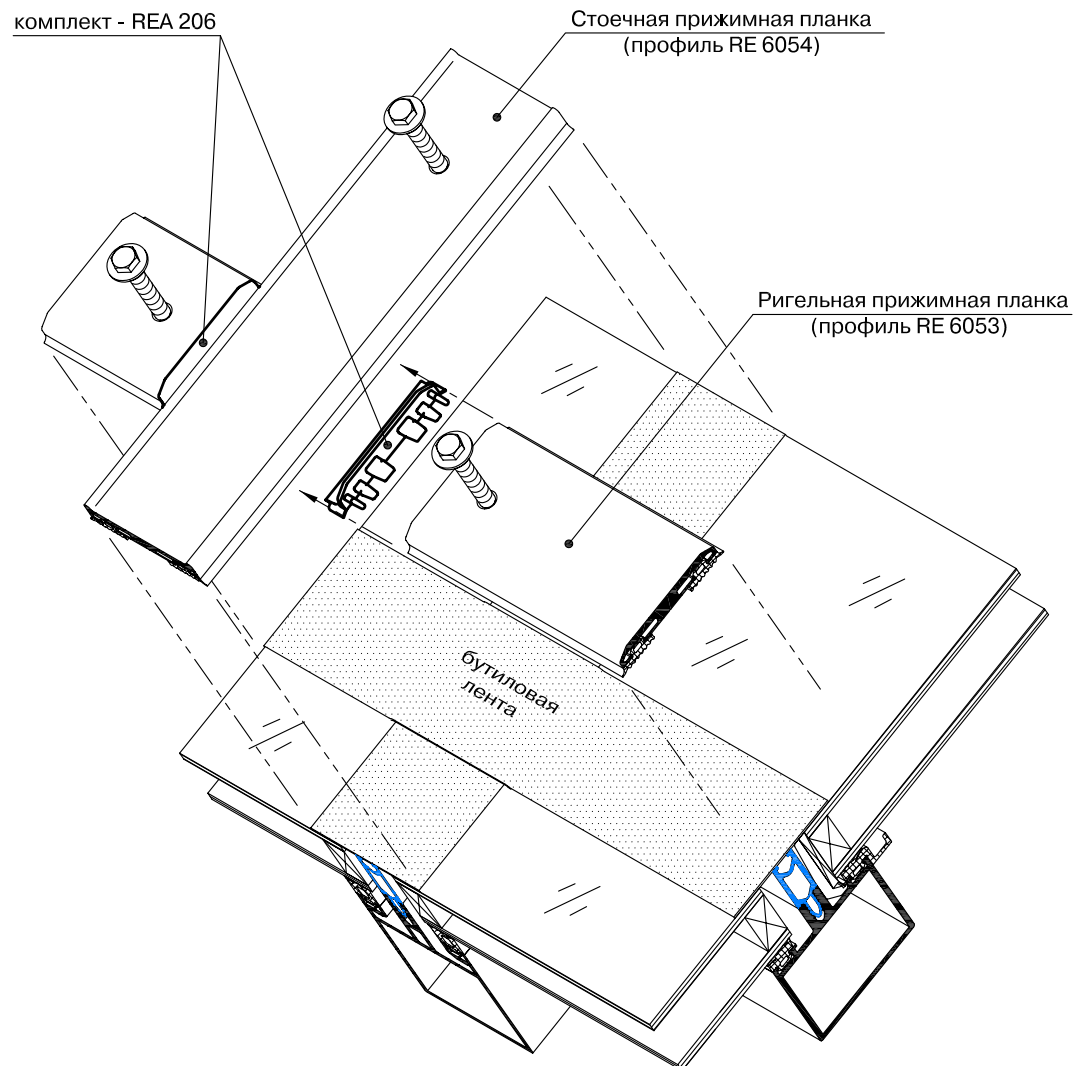 комплект - REA 206
Стоечная прижимная планка
(профиль RE 6054)
Ригельная прижимная планка
(профиль RE 6053)
бутиловая
лента